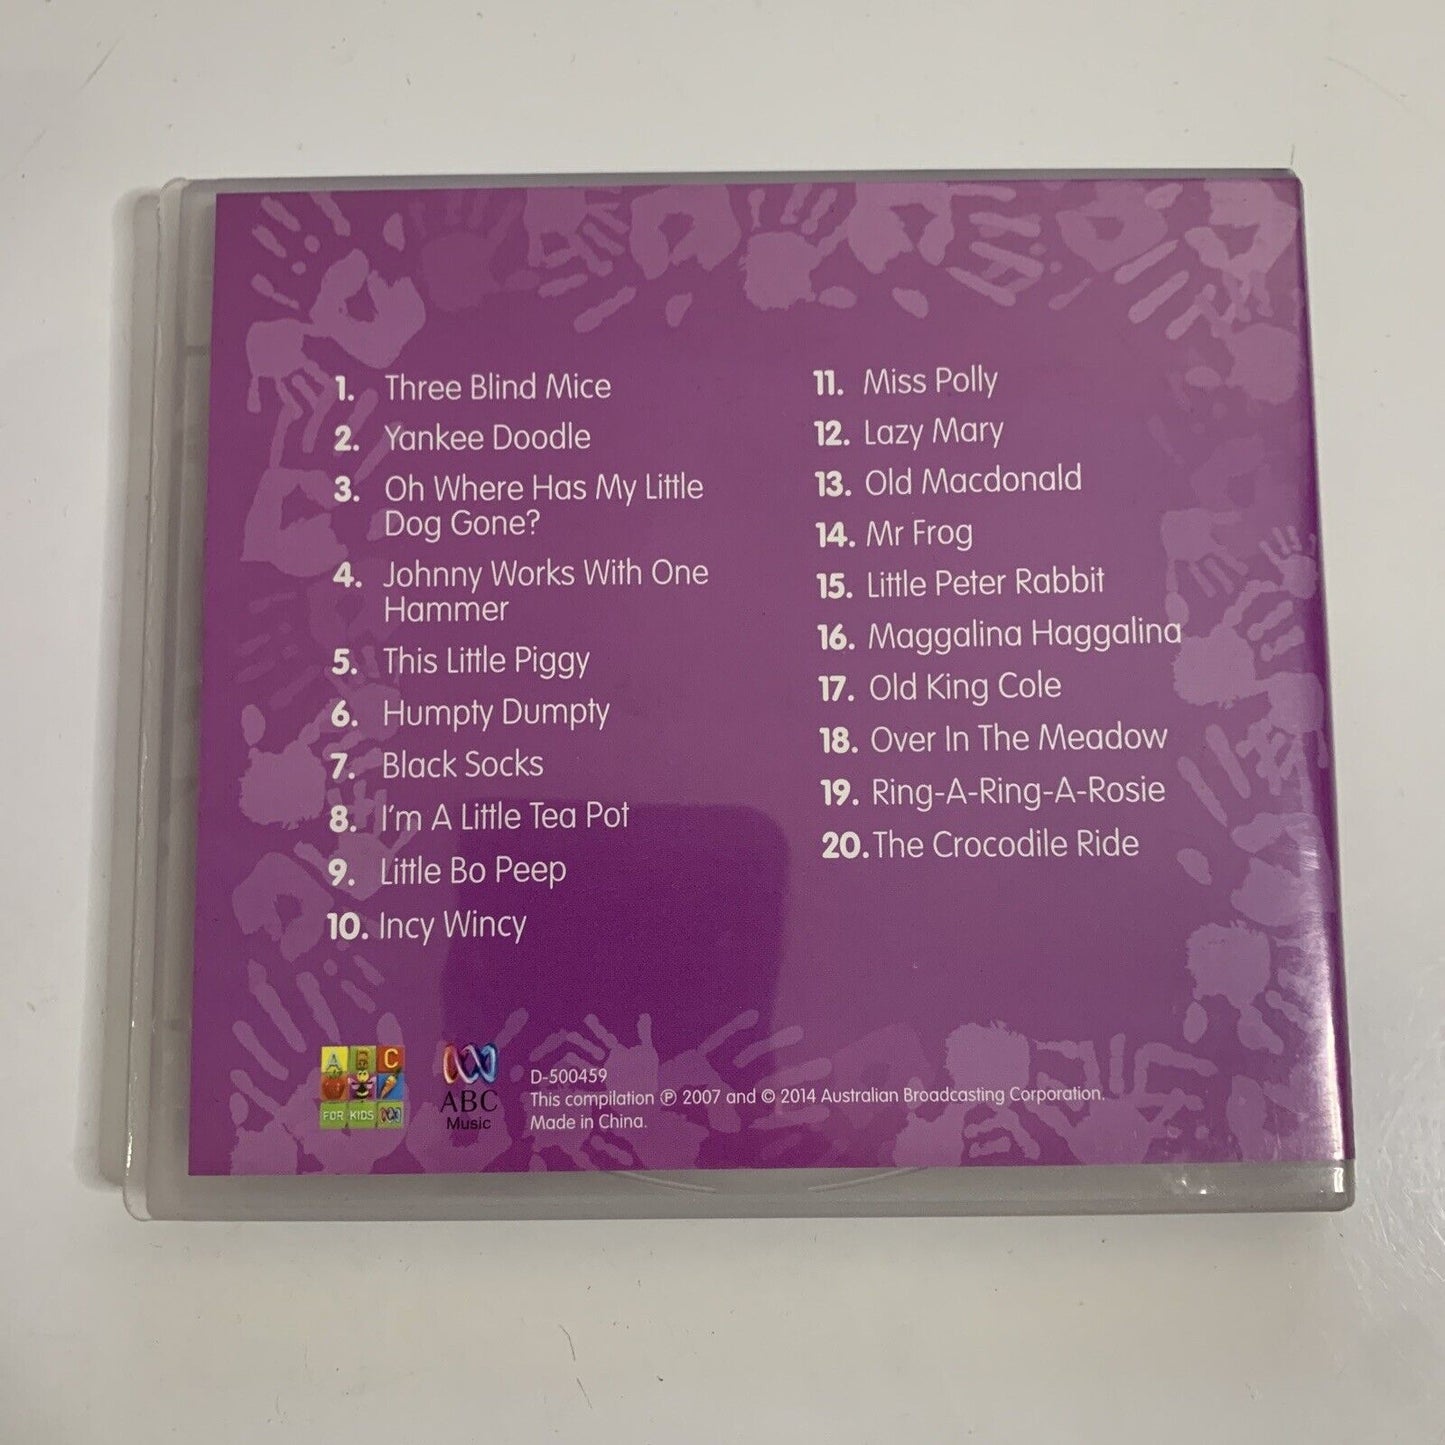 1. Three Blind Mice
2. Yankee Doodle
3. Oh Where Has My Little
Dog Gone?
4. Johnny Works With One
Hammer
5. This Little Piggy
6. Humpty Dumpty
7. Black Socks
8. I'm A Little Tea Pot
9. Little Bo Peep
10. Incy Wincy
11. Miss Polly
12. Lazy Mary
13. Old Macdonald
14. Mr Frog
15. Little Peter Rabbit
16. Maggalina Haggalina
17. Old King Cole
18. Over In The Meadow
19. Ring-A-Ring-A-Rosie
20. The Crocodile Ride
A B C
FOR KIDS
ABC
Music
D-500459
This compilation ℗ 2007 and © 2014 Australian Broadcasting Corporation.
Made in China.